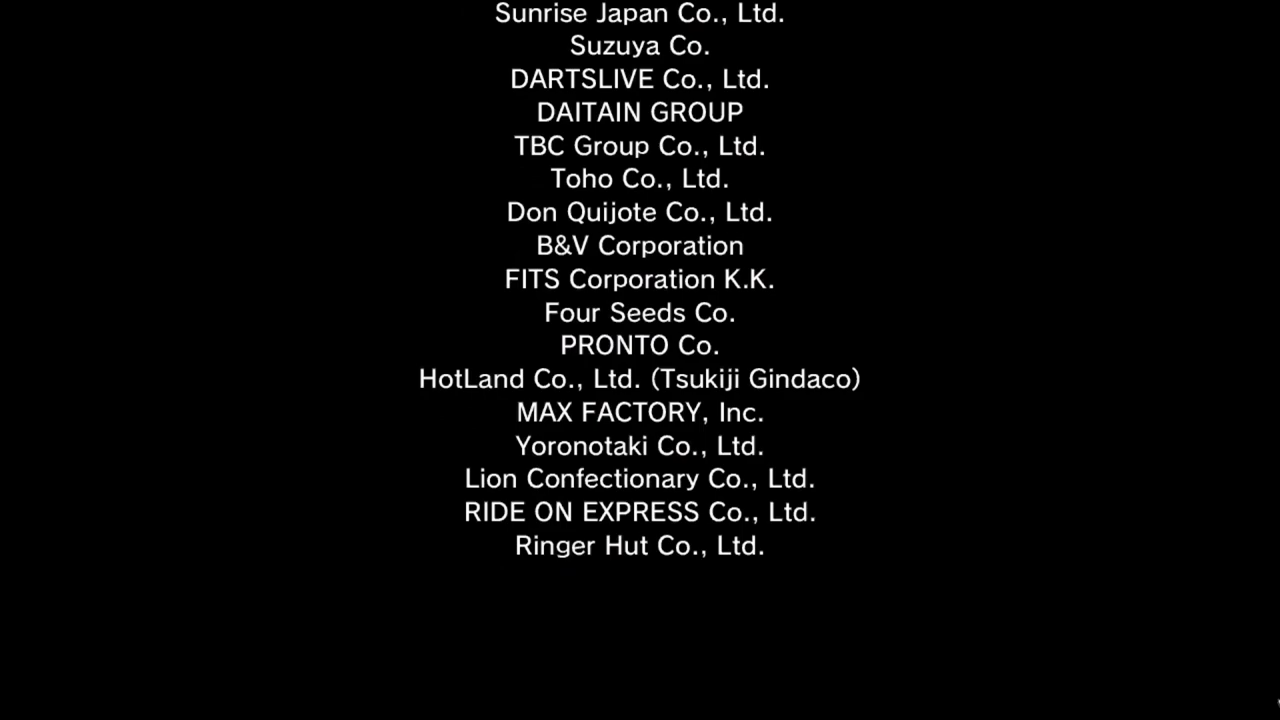 Sunrise Japan Co., Ltd.
Suzuya Co.
DARTSLIVE Co., Ltd.
DAITAIN GROUP
TBC Group Co., Ltd.
Toho Co., Ltd.
Don Quijote Co., Ltd.
B&V Corporation
FITS Corporation K.K.
Four Seeds Co.
PRONTO Co.
HotLand Co., Ltd. (Tsukiji Gindaco)
MAX FACTORY, Inc.
Yoronotaki Co., Ltd.
Lion Confectionary Co., Ltd.
RIDE ON EXPRESS Co., Ltd.
Ringer Hut Co., Ltd.